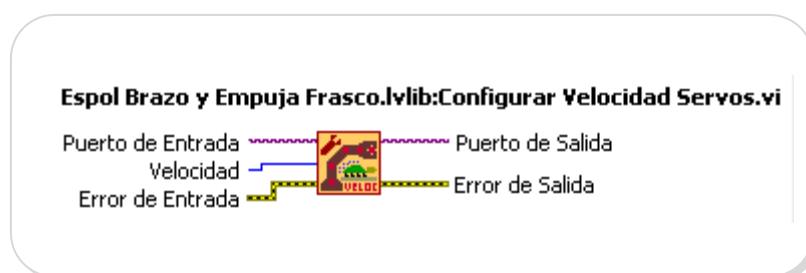 Espol Brazo y Empuja Frasco.lvlib:Configurar Velocidad Servos.vi
Puerto de Entrada
Puerto de Salida
Velocidad
Error de Entrada
Error de Salida
VELOC